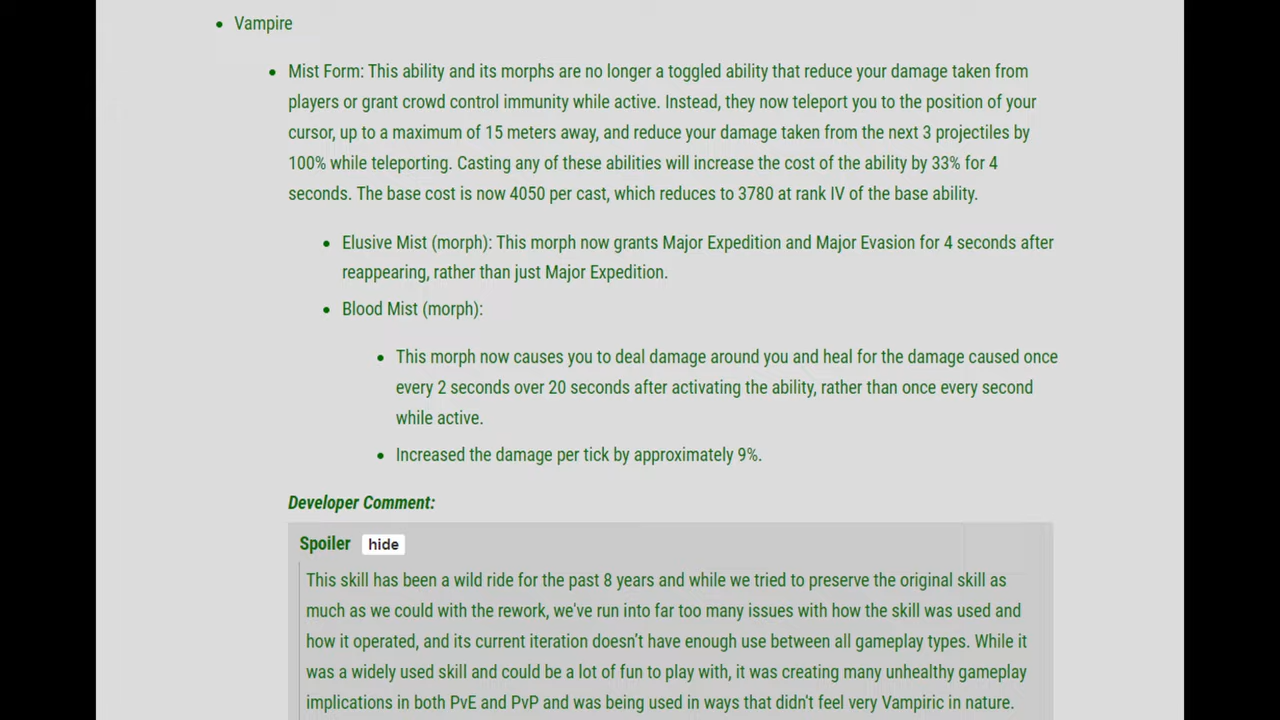 Vampire
Mist Form: This ability and its morphs are no longer a toggled ability that reduce your damage taken from
players or grant crowd control immunity while active. Instead, they now teleport you to the position of your
cursor, up to a maximum of 15 meters away, and reduce your damage taken from the next 3 projectiles by
100% while teleporting. Casting any of these abilities will increase the cost of the ability by 33% for 4
seconds. The base cost is now 4050 per cast, which reduces to 3780 at rank IV of the base ability.
Elusive Mist (morph): This morph now grants Major Expedition and Major Evasion for 4 seconds after
reappearing, rather than just Major Expedition.
Blood Mist (morph):
This morph now causes you to deal damage around you and heal for the damage caused once
every 2 seconds over 20 seconds after activating the ability, rather than once every second
while active.
Increased the damage per tick by approximately 9%.
Developer Comment:
Spoiler hide
This skill has been a wild ride for the past 8 years and while we tried to preserve the original skill as
much as we could with the rework, we've run into far too many issues with how the skill was used and
how it operated, and its current iteration doesn't have enough use between all gameplay types. While it
was a widely used skill and could be a lot of fun to play with, it was creating many unhealthy gameplay
implications in both PvE and PvP and was being used in ways that didn't feel very Vampiric in nature.